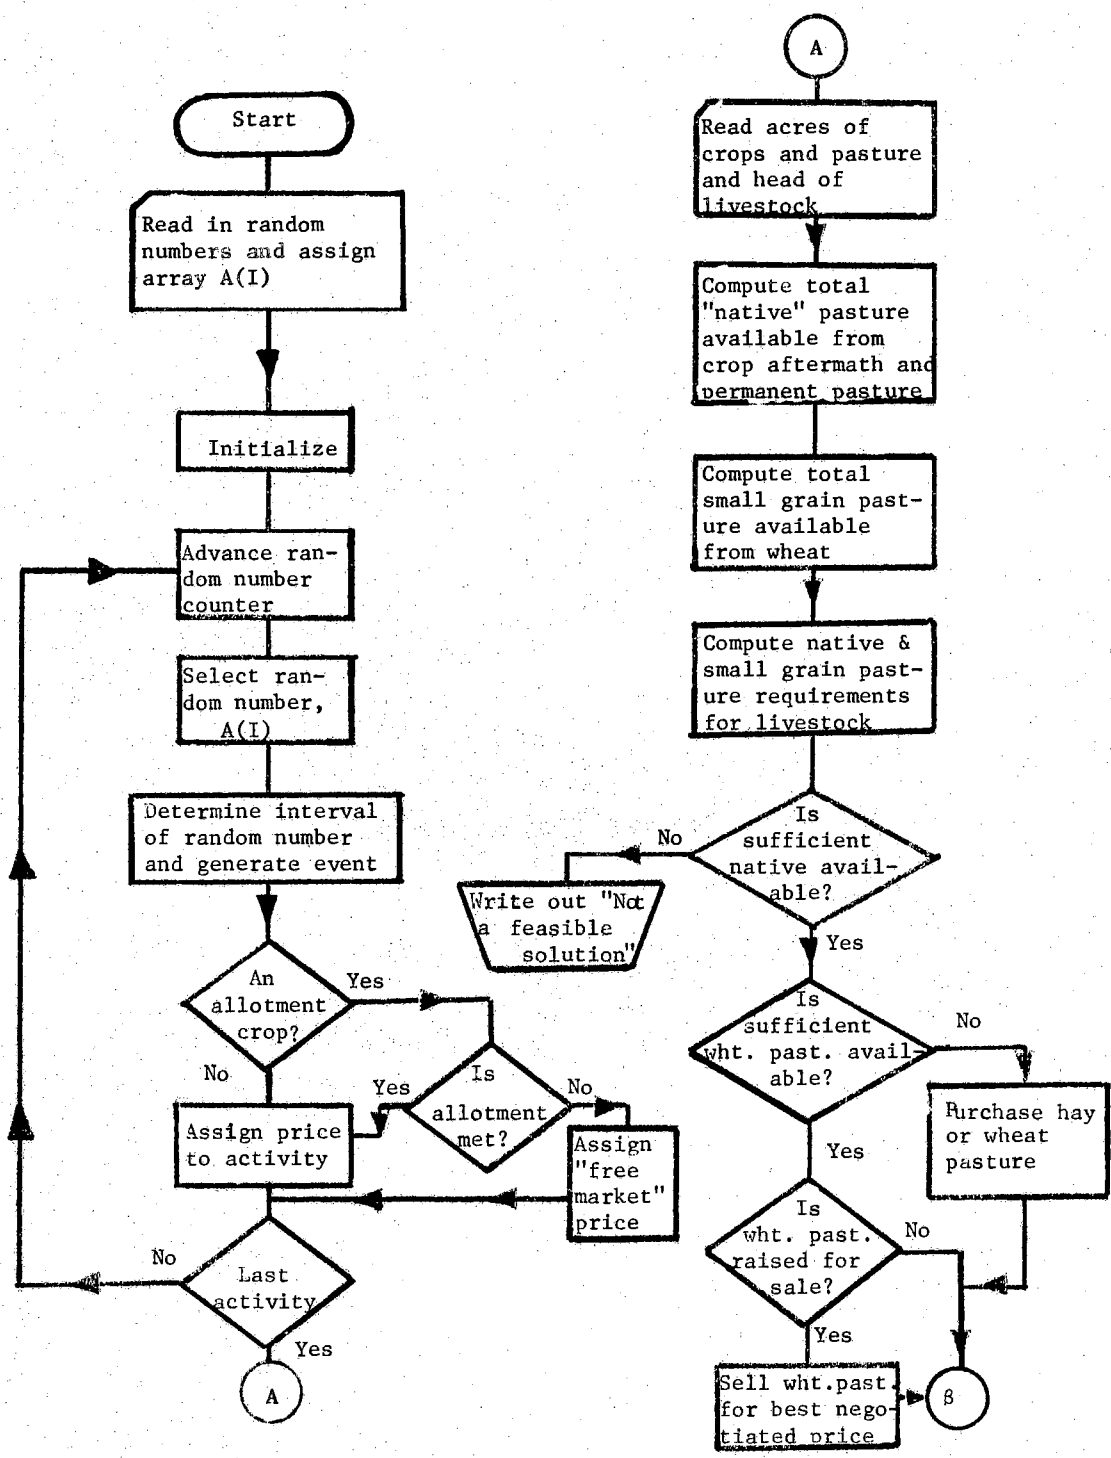 Start
Read in random
numbers and assign
array A(I)
Initialize
Advance ran-
dom number
counter
Select ran-
dom number,
A(I)
Determine interval
of random number
and generate event
An
allotment
crop?
Yes
No
Is
allotment
met?
Yes
No
Assign price
to activity
Assign
"free
market"
price
Last
activity
No
Yes
A
A
Read acres of
crops and pasture
and head of
livestock
Compute total
"native" pasture
available from
crop aftermath and
permanent pasture
Compute total
small grain past-
ure available
from wheat
Compute native &
small grain past-
ure requirements
for livestock
Is
sufficient
native avail-
able?
No
Write out "Not
a feasible
solution"
Yes
Is
sufficient
wht. past. avail-
able?
No
Purchase hay
or wheat
pasture
Yes
Is
wht. past.
raised for
sale?
No
Yes
Sell wht.past.
for best nego-
tiated price
B